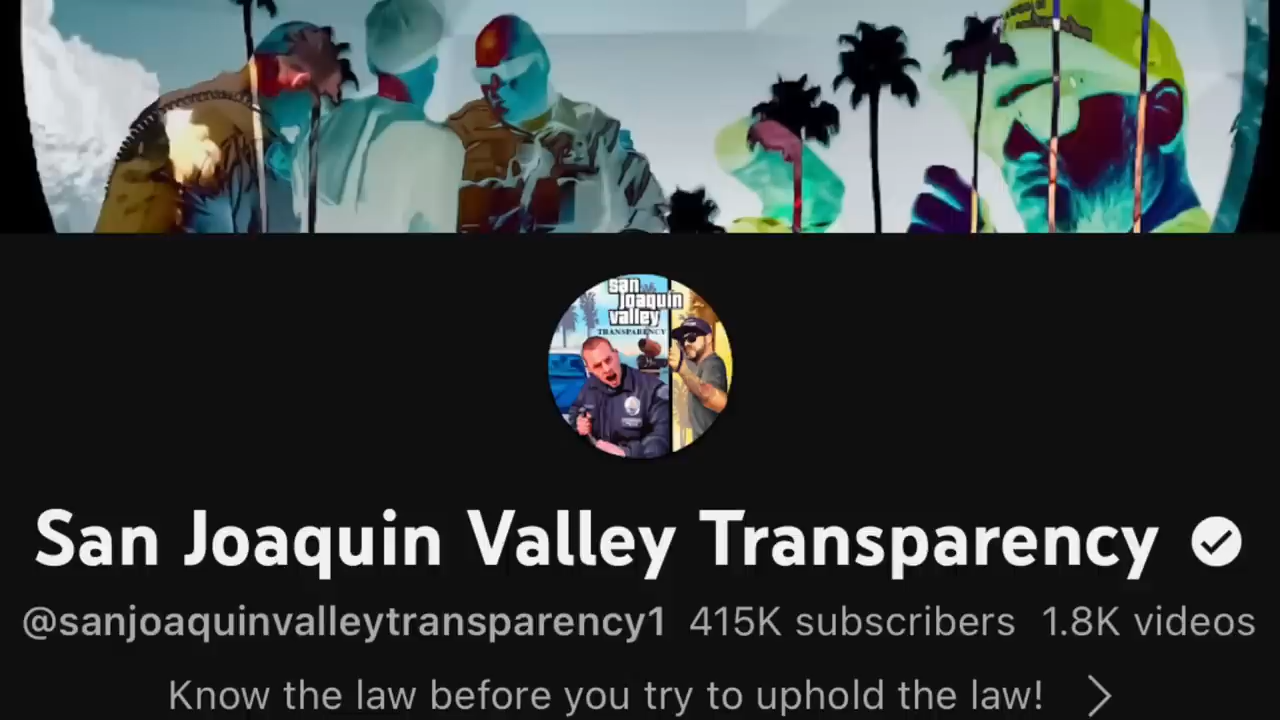 san
joaquin
valley
TRANSPARENCY
San Joaquin Valley Transparency
@sanjoaquinvalleytransparency1 415K subscribers 1.8K videos
Know the law before you try to uphold the law!